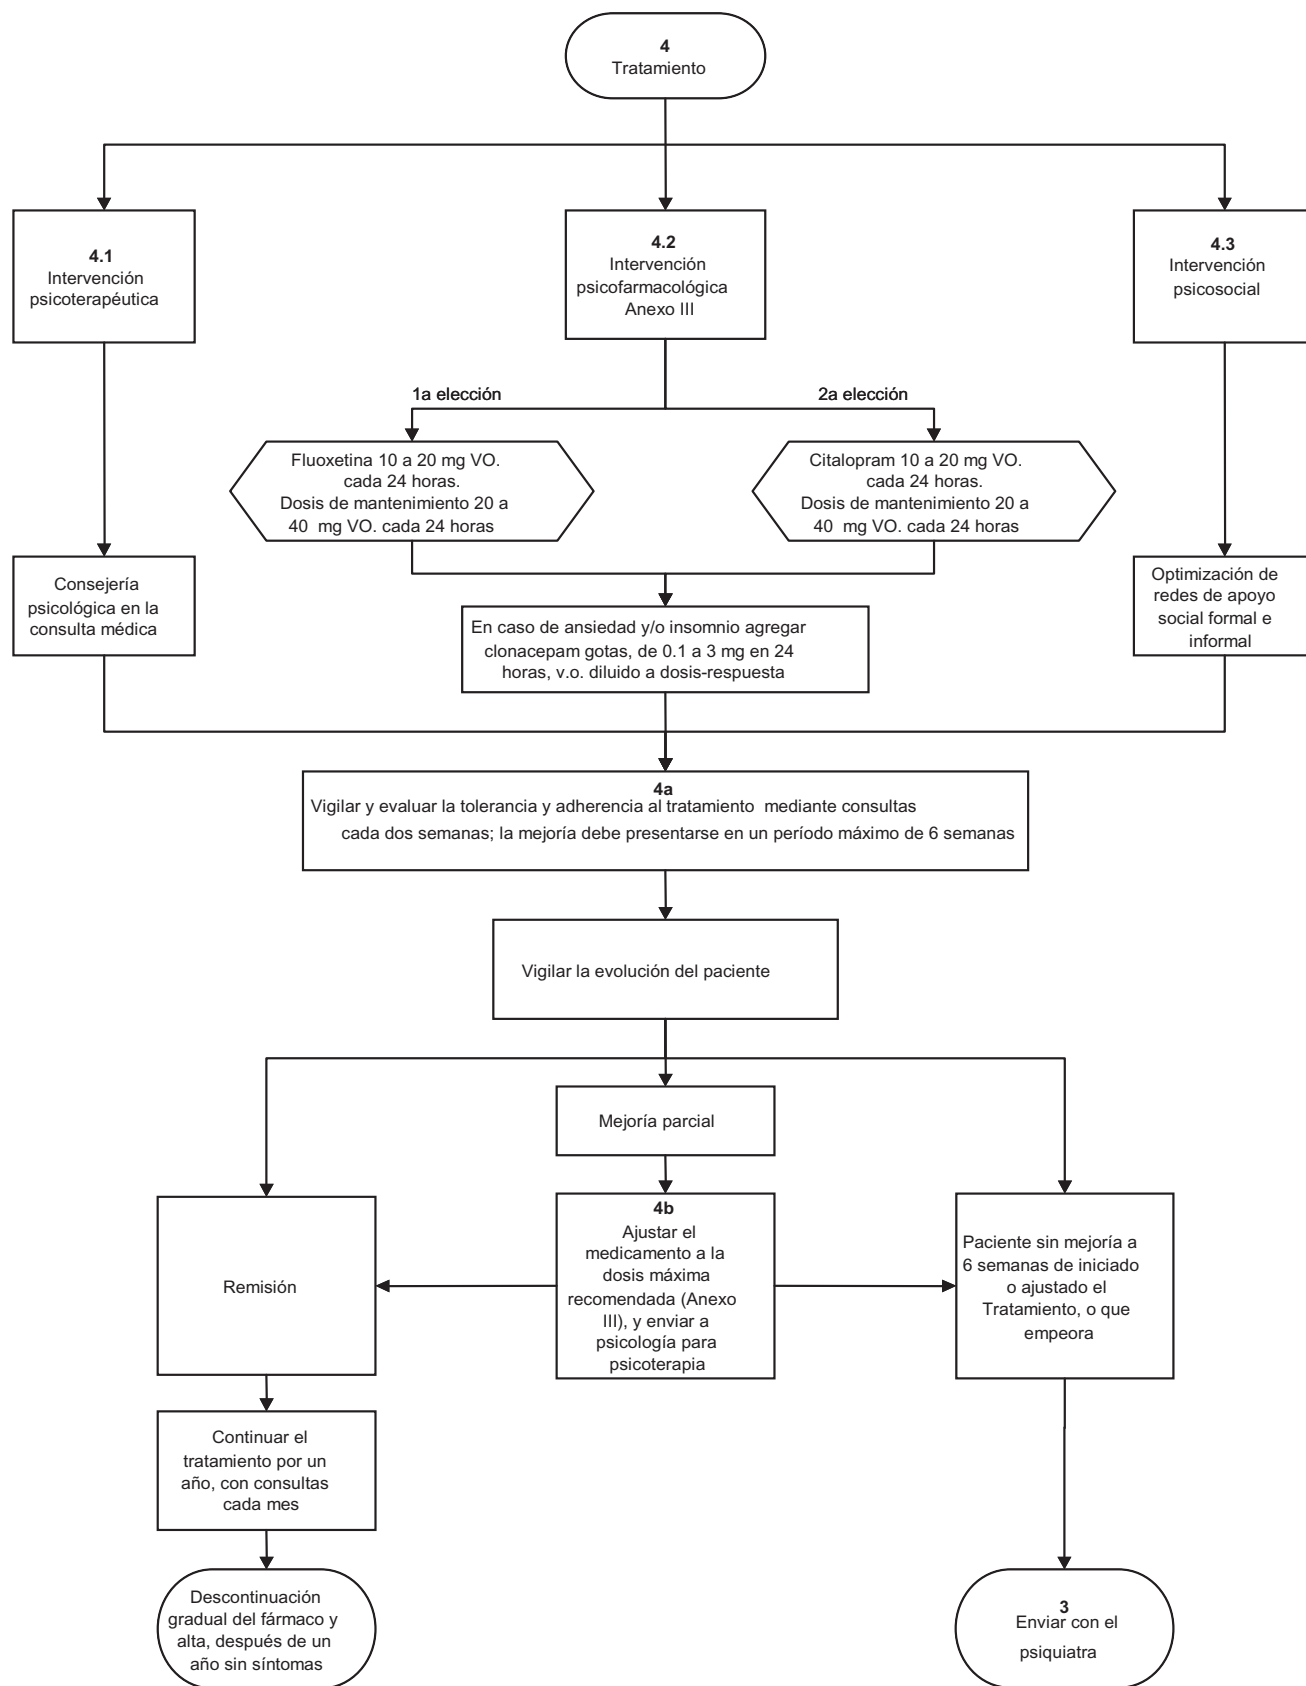 4
Tratamiento
4.1
Intervención
psicoterapéutica
4.2
Intervención
psicofarmacológica
Anexo III
4.3
Intervención
psicosocial
1a elección
2a elección
Fluoxetina 10 a 20 mg VO.
cada 24 horas.
Dosis de mantenimiento 20 a
40 mg VO. cada 24 horas
Citalopram 10 a 20 mg VO.
cada 24 horas.
Dosis de mantenimiento 20 a
40 mg VO. cada 24 horas
Consejería
psicológica en la
consulta médica
En caso de ansiedad y/o insomnio agregar
clonacepam gotas, de 0.1 a 3 mg en 24
horas, v.o. diluido a dosis-respuesta
Optimización de
redes de apoyo
social formal e
informal
4a
Vigilar y evaluar la tolerancia y adherencia al tratamiento mediante consultas
cada dos semanas; la mejoría debe presentarse en un período máximo de 6 semanas
Vigilar la evolución del paciente
Mejoría parcial
Remisión
4b
Ajustar el
medicamento a la
dosis máxima
recomendada (Anexo
III), y enviar a
psicología para
psicoterapia
Paciente sin mejoría a
6 semanas de iniciado
o ajustado el
Tratamiento, o que
empeora
Continuar el
tratamiento por un
año, con consultas
cada mes
Descontinuación
gradual del fármaco y
alta, después de un
año sin síntomas
3
Enviar con el
psiquiatra